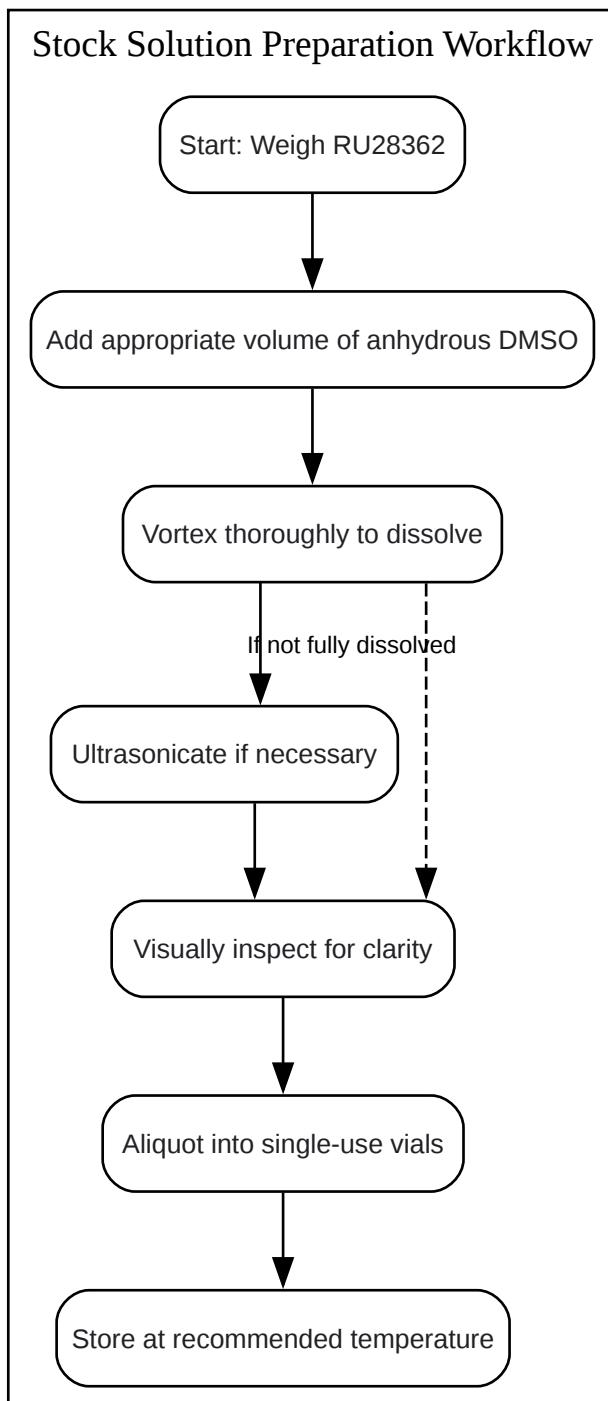 Stock Solution Preparation Workflow
Start: Weigh RU28362
Add appropriate volume of anhydrous DMSO
Vortex thoroughly to dissolve
If not fully dissolved
Ultrasonicate if necessary
Visually inspect for clarity
Aliquot into single-use vials
Store at recommended temperature